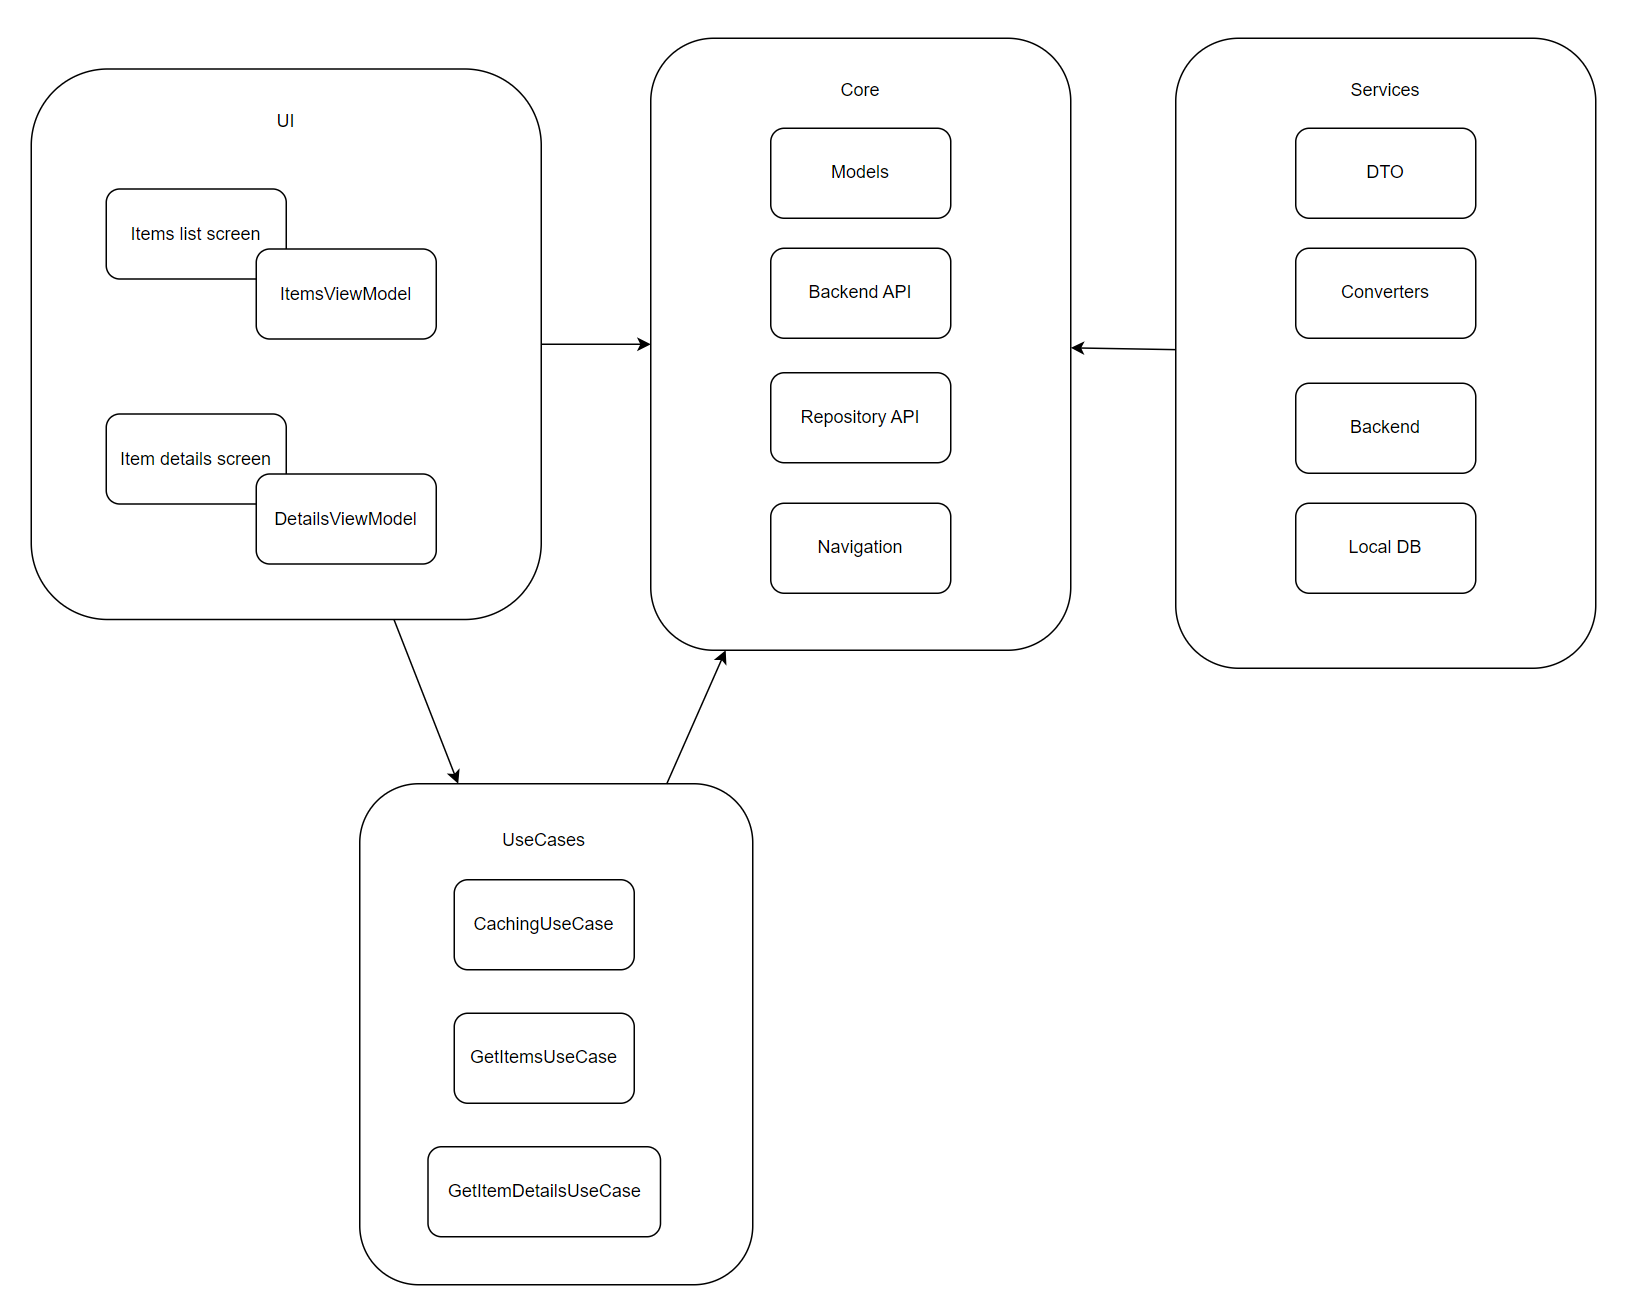 UI
Items list screen
ItemsViewModel
Item details screen
DetailsViewModel
Core
Models
Backend API
Repository API
Navigation
Services
DTO
Converters
Backend
Local DB
UseCases
CachingUseCase
GetItemsUseCase
GetItemDetailsUseCase